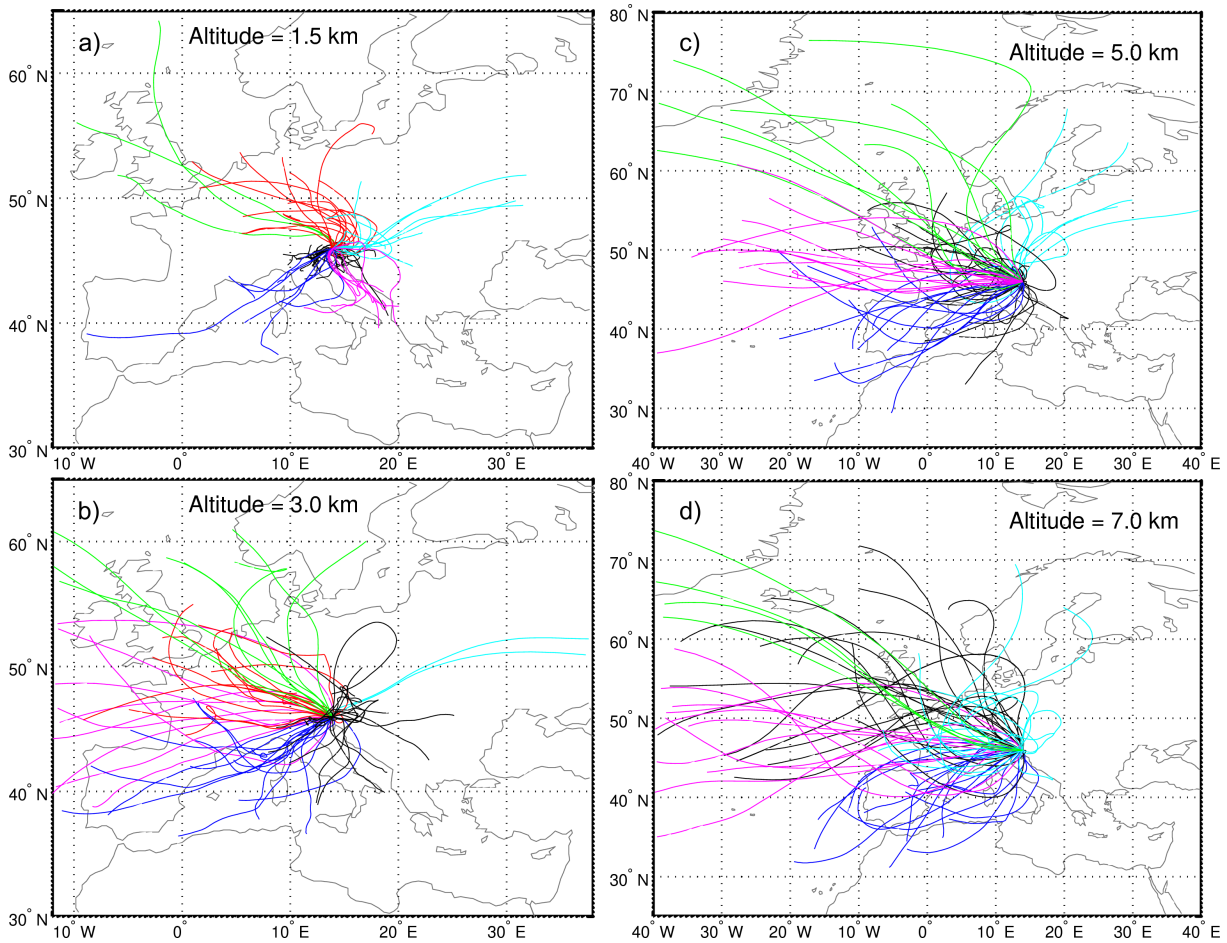 a) Altitude = 1.5 km
60° N
50° N
40° N
30° N
10° W 0° 10° E 20° E 30° E
c) Altitude = 5.0 km
80° N
70° N
60° N
50° N
40° N
30° N
40° W 30° W 20° W 10° W 0° 10° E 20° E 30° E 40° E
b) Altitude = 3.0 km
60° N
50° N
40° N
30° N
10° W 0° 10° E 20° E 30° E
d) Altitude = 7.0 km
80° N
70° N
60° N
50° N
40° N
30° N
40° W 30° W 20° W 10° W 0° 10° E 20° E 30° E 40° E